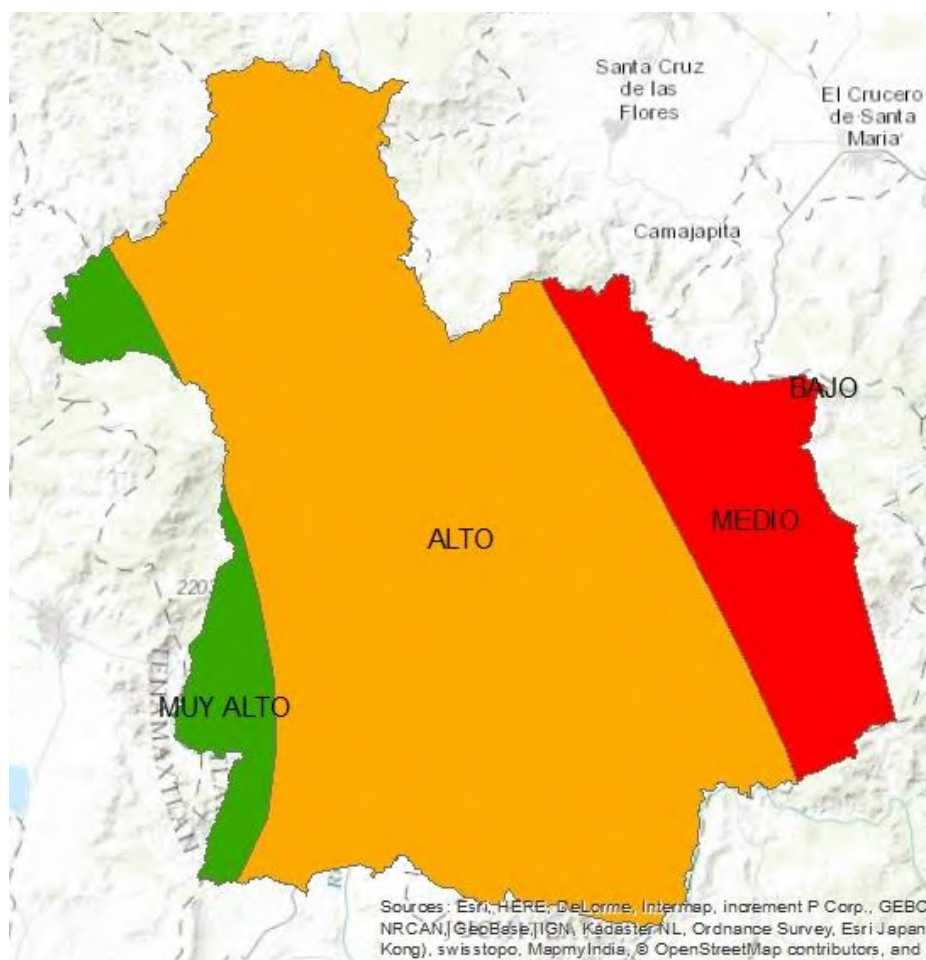 Santa Cruz
de las
Flores
El Crucero
de Santa
Maria
Camajapita
BAJO
MEDIO
ALTO
2203
MUY ALTO
TENAMAXTLAN
Sources: Esri, HERE, DeLorme, Intermap, increment P Corp., GEBC
NRCAN, GeoBase, IGN, Kadaster NL, Ordnance Survey, Esri Japan
Kong), swisstopo, MapmyIndia, © OpenStreetMap contributors, and